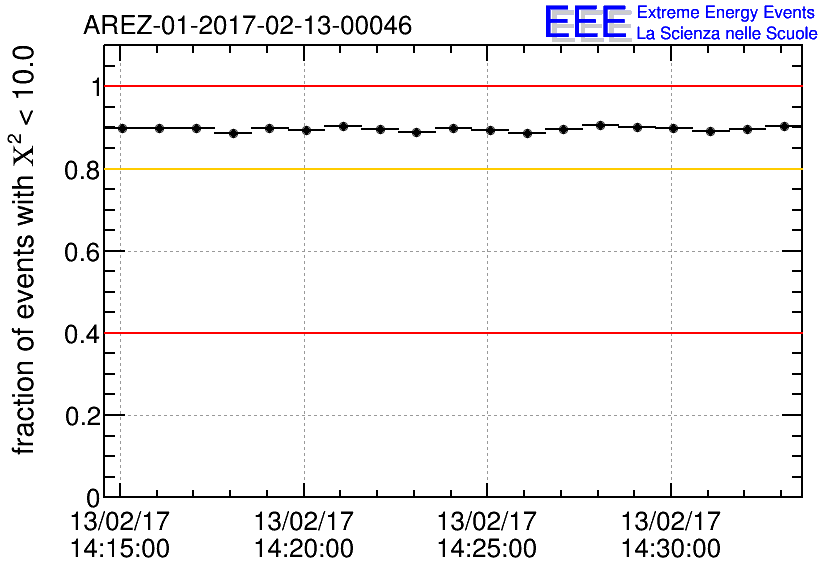 AREZ-01-2017-02-13-00046
EEE
Extreme Energy Events
La Scienza nelle Scuole
fraction of events with X² < 10.0
1
0.8
0.6
0.4
0.2
0
13/02/17 13/02/17 13/02/17 13/02/17
14:15:00 14:20:00 14:25:00 14:30:00